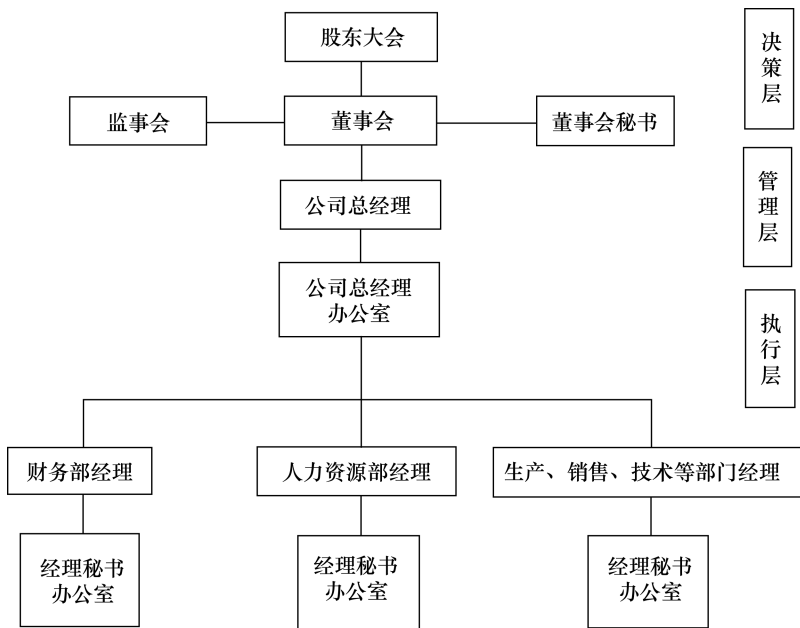 股东大会
决
策
层
监事会
董事会
董事会秘书
公司总经理
管
理
层
公司总经理
办公室
执
行
层
财务部经理
人力资源部经理
生产、销售、技术等部门经理
经理秘书
办公室
经理秘书
办公室
经理秘书
办公室